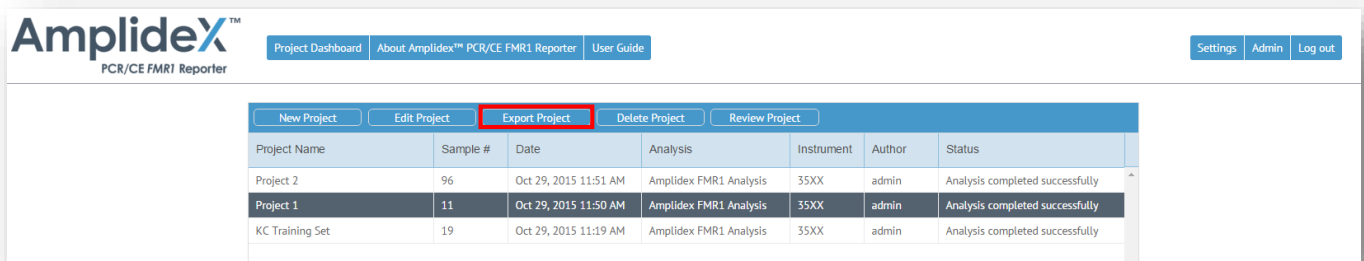 AmplideX™
PCR/CE FMR1 Reporter
Project Dashboard About Amplidex™ PCR/CE FMR1 Reporter User Guide
Settings Admin Log out
New Project Edit Project Export Project Delete Project Review Project
Project Name Sample # Date Analysis Instrument Author Status
Project 2 96 Oct 29, 2015 11:51 AM Amplidex FMR1 Analysis 35XX admin Analysis completed successfully
Project 1 11 Oct 29, 2015 11:50 AM Amplidex FMR1 Analysis 35XX admin Analysis completed successfully
KC Training Set 19 Oct 29, 2015 11:19 AM Amplidex FMR1 Analysis 35XX admin Analysis completed successfully